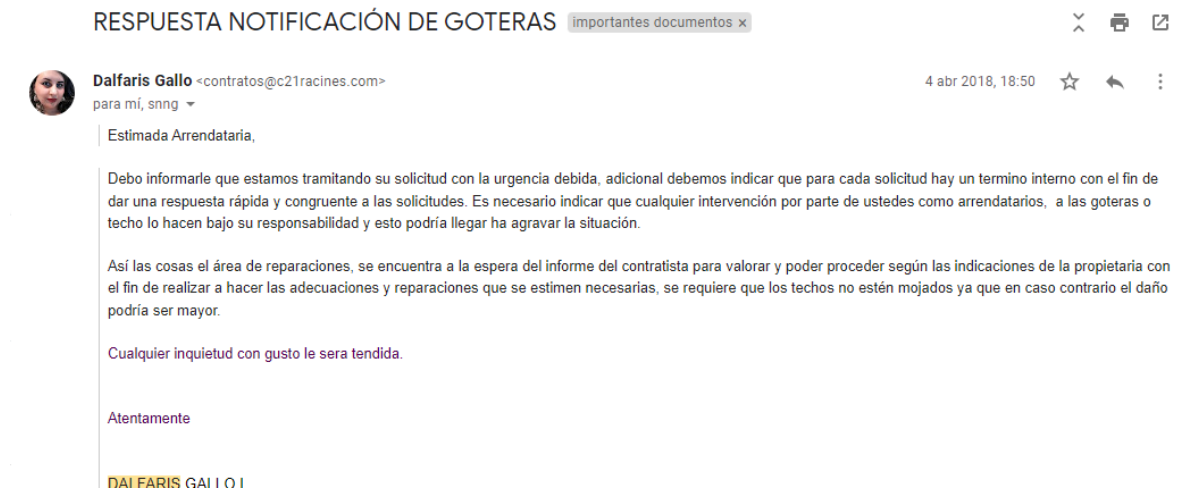 RESPUESTA NOTIFICACIÓN DE GOTERAS importantes documentos x
Dalfaris Gallo <contratos@c21racines.com> 4 abr 2018, 18:50
para mí, snng
Estimada Arrendataria,
Debo informarle que estamos tramitando su solicitud con la urgencia debida, adicional debemos indicar que para cada solicitud hay un termino interno con el fin de
dar una respuesta rápida y congruente a las solicitudes. Es necesario indicar que cualquier intervención por parte de ustedes como arrendatarios, a las goteras o
techo lo hacen bajo su responsabilidad y esto podría llegar ha agravar la situación.
Así las cosas el área de reparaciones, se encuentra a la espera del informe del contratista para valorar y poder proceder según las indicaciones de la propietaria con
el fin de realizar a hacer las adecuaciones y reparaciones que se estimen necesarias, se requiere que los techos no estén mojados ya que en caso contrario el daño
podría ser mayor.
Cualquier inquietud con gusto le sera tendida.
Atentamente
DALFARIS GALLO